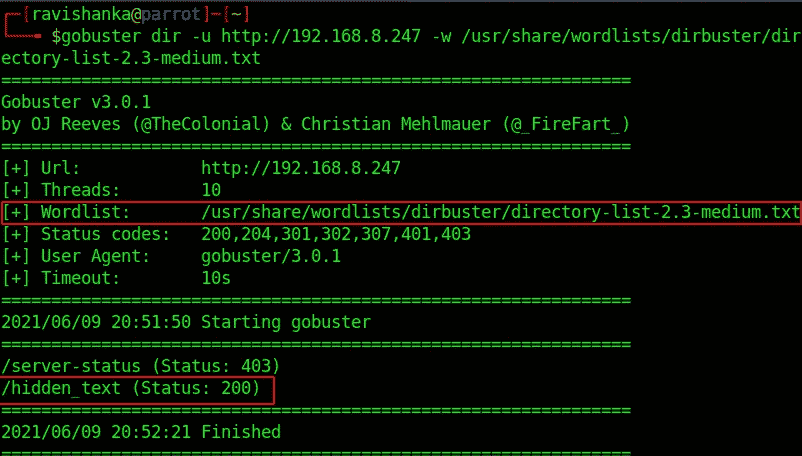 ┌─[ravishanka@parrot]─[~]
└──╼ $gobuster dir -u http://192.168.8.247 -w /usr/share/wordlists/dirbuster/dir
ectory-list-2.3-medium.txt
===============================================================
Gobuster v3.0.1
by OJ Reeves (@TheColonial) & Christian Mehlmauer (@_FireFart_)
===============================================================
[+] Url:            http://192.168.8.247
[+] Threads:        10
[+] Wordlist:       /usr/share/wordlists/dirbuster/directory-list-2.3-medium.txt
[+] Status codes:   200,204,301,302,307,401,403
[+] User Agent:     gobuster/3.0.1
[+] Timeout:        10s
===============================================================
2021/06/09 20:51:50 Starting gobuster
===============================================================
/server-status (Status: 403)
/hidden_text (Status: 200)
===============================================================
2021/06/09 20:52:21 Finished
===============================================================